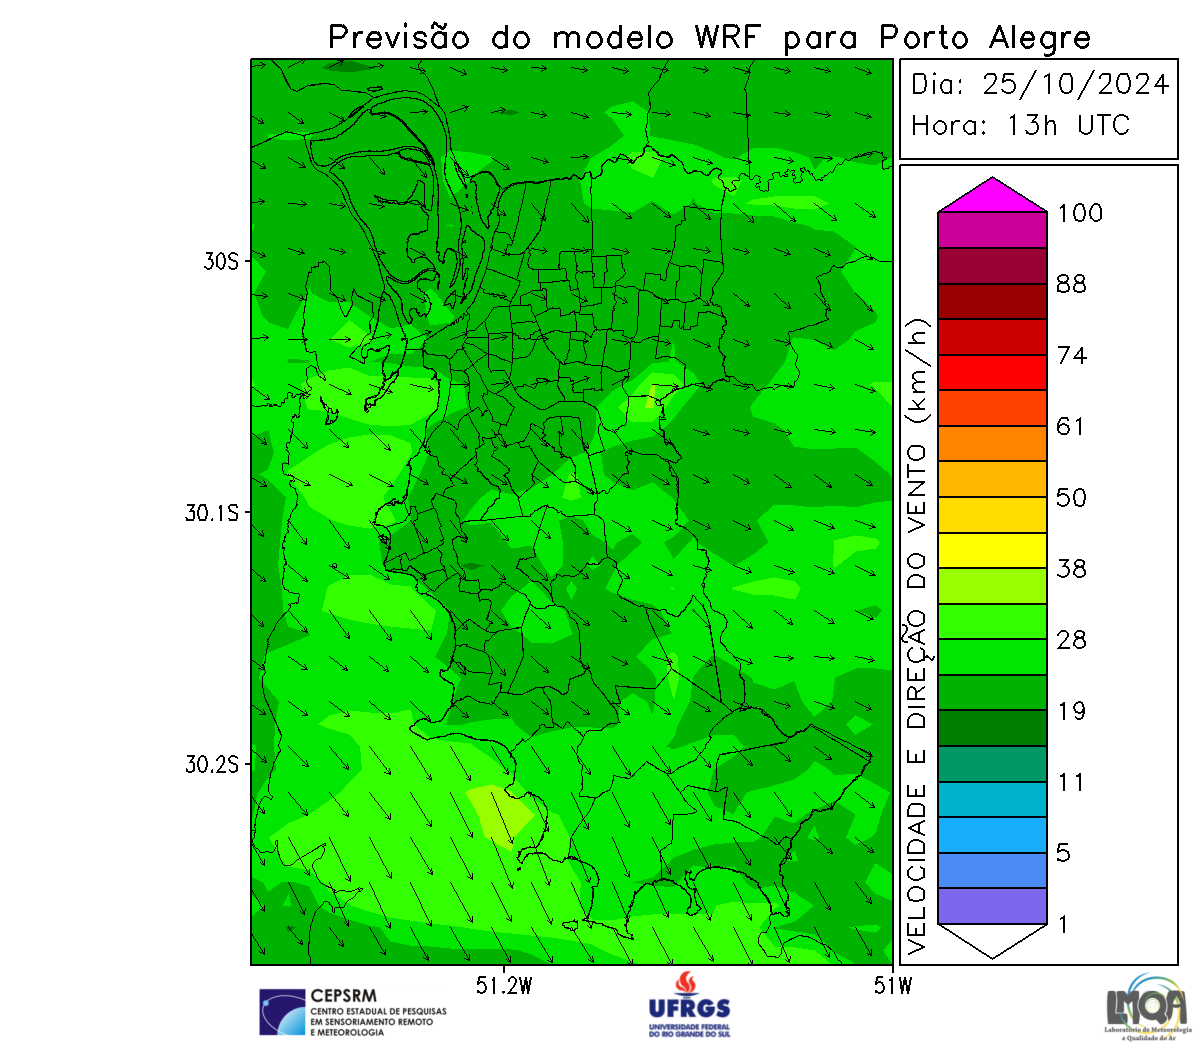 Previsão do modelo WRF para Porto Alegre
Dia: 25/10/2024
Hora: 13h UTC
100
88
74
61
50
38
28
19
11
5
1
VELOCIDADE E DIREÇÃO DO VENTO (km/h)
30S
30.1S
30.2S
51.2W
51W
CEPSRM
CENTRO ESTADUAL DE PESQUISAS
EM SENSORIAMENTO REMOTO
E METEOROLOGIA
UFRGS
UNIVERSIDADE FEDERAL
DO RIO GRANDE DO SUL
LMQA
Laboratório de Meteorologia
e Qualidade do Ar